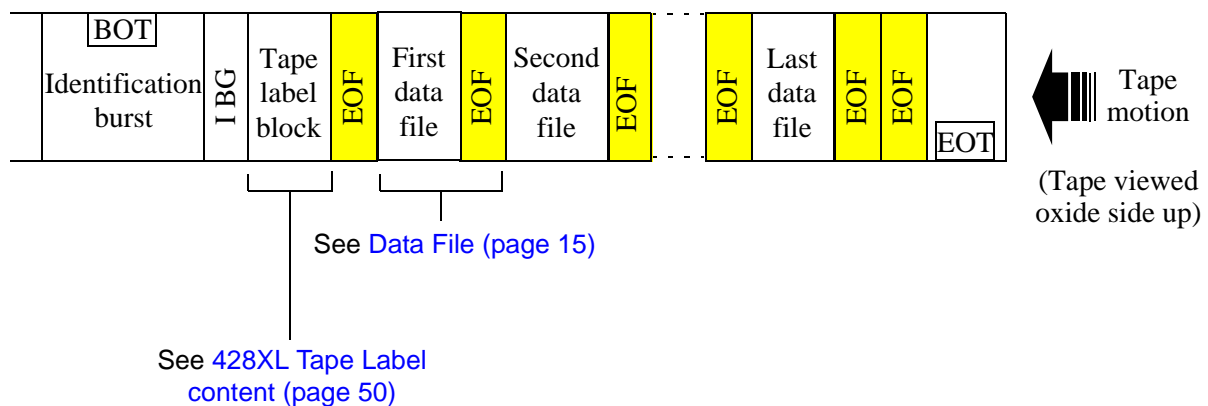 BOT
Identification
burst
I BG
Tape
label
block
EOF
First
data
file
EOF
Second
data
file
EOF
EOF
Last
data
file
EOF
EOF
EOT
Tape
motion
(Tape viewed
oxide side up)
See Data File (page 15)
See 428XL Tape Label
content (page 50)